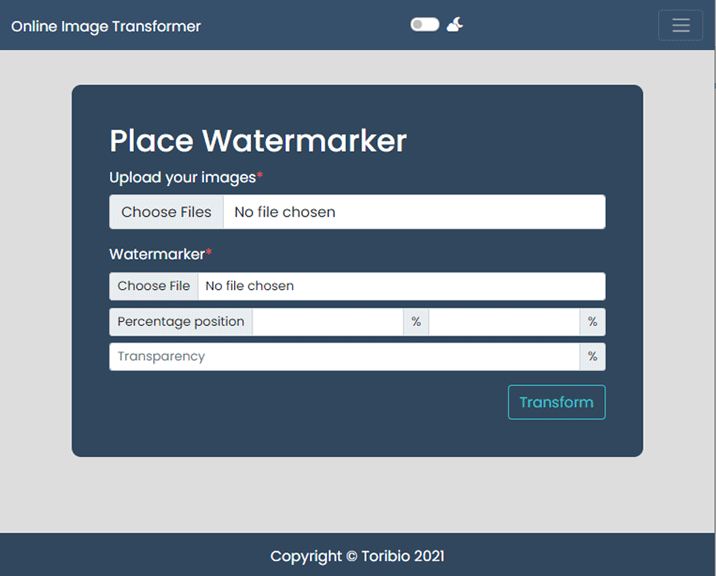 Online Image Transformer
Place Watermarker
Upload your images*
Choose Files No file chosen
Watermarker*
Choose File No file chosen
Percentage position % %
Transparency %
Transform
Copyright © Toribio 2021